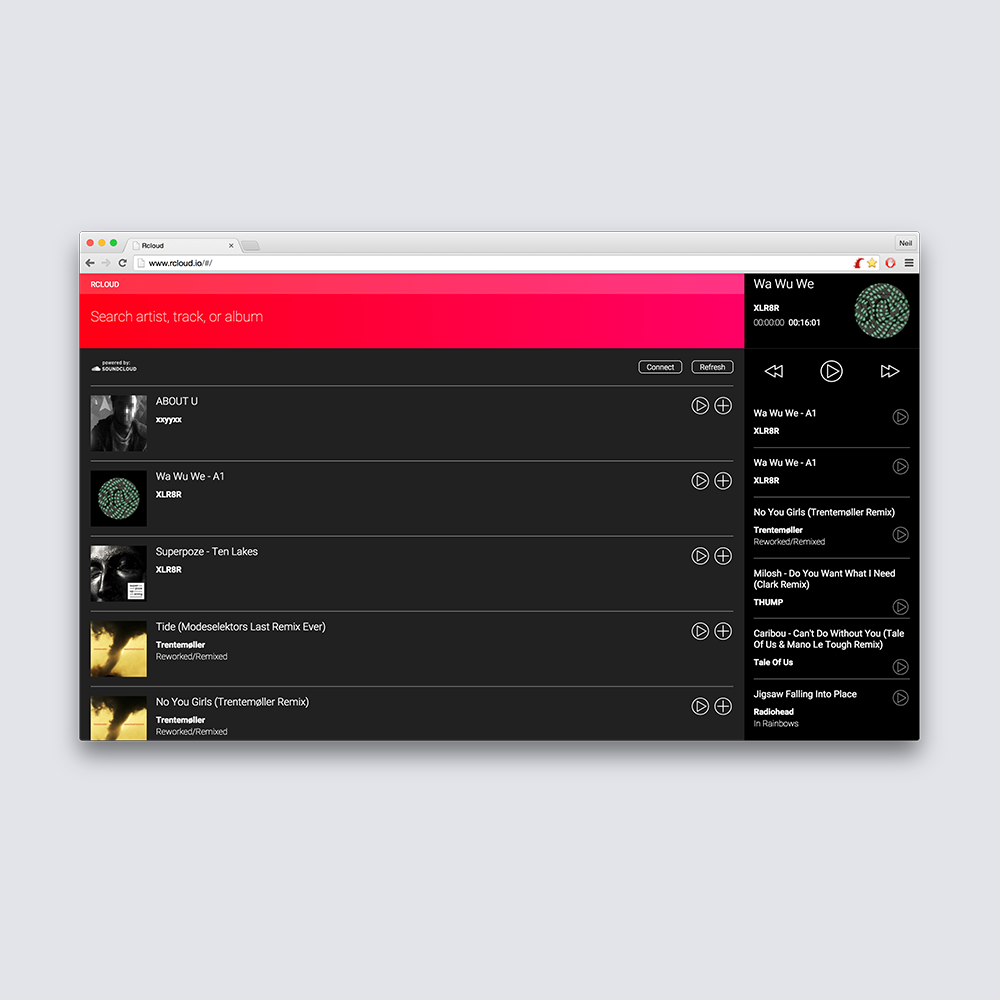 Rcloud
Neil
www.rcloud.io/#/
RCLOUD
Search artist, track, or album
powered by:
SOUNDCLOUD
Connect
Refresh
ABOUT U
xxyyxx
Wa Wu We - A1
XLR8R
Superpoze - Ten Lakes
XLR8R
Tide (Modeselektors Last Remix Ever)
Trentemøller
Reworked/Remixed
No You Girls (Trentemøller Remix)
Trentemøller
Reworked/Remixed
Wa Wu We
XLR8R
00:00:00 00:16:01
Wa Wu We - A1
XLR8R
Wa Wu We - A1
XLR8R
No You Girls (Trentemøller Remix)
Trentemøller
Reworked/Remixed
Milosh - Do You Want What I Need
(Clark Remix)
THUMP
Caribou - Can't Do Without You (Tale
Of Us & Mano Le Tough Remix)
Tale Of Us
Jigsaw Falling Into Place
Radiohead
In Rainbows